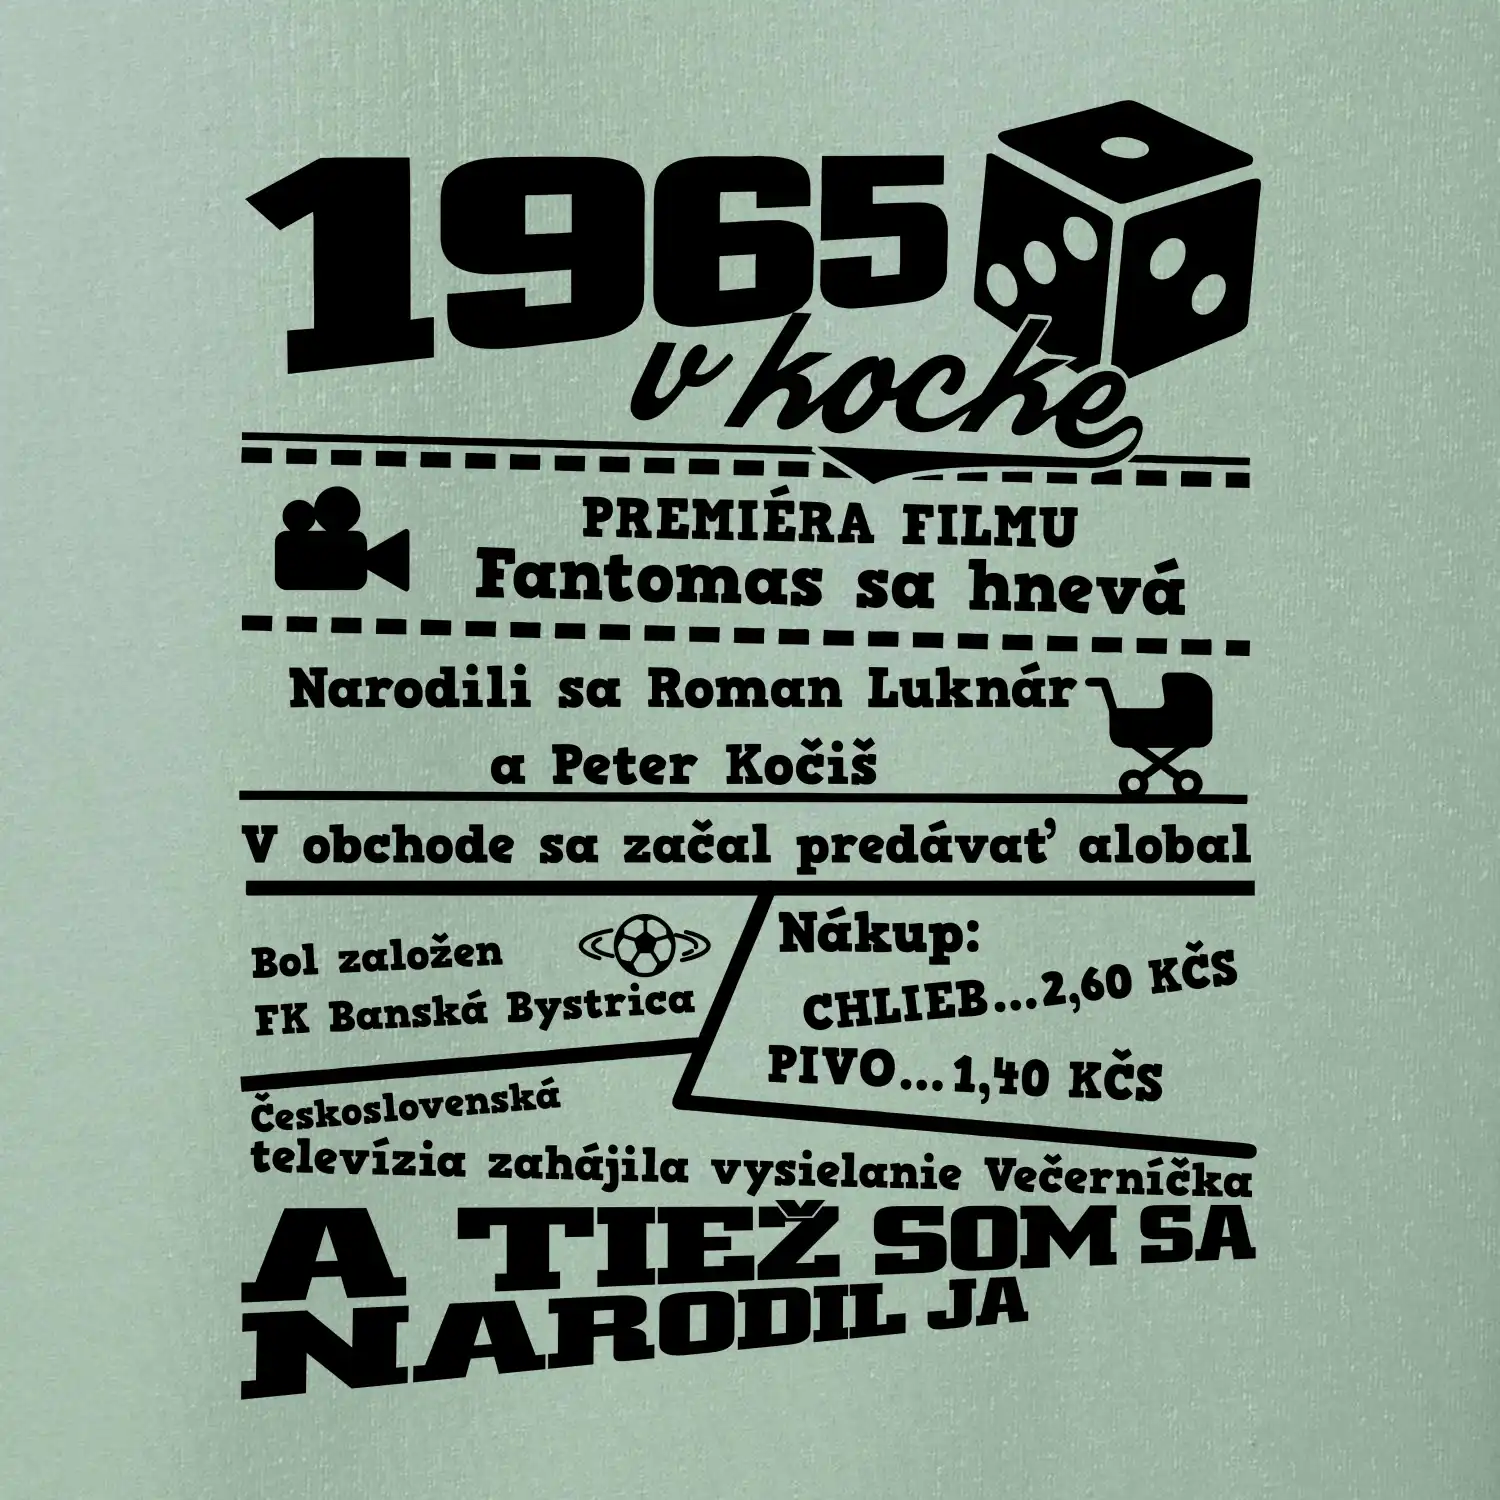 1965
v kocke
PREMIÉRA FILMU
Fantomas sa hnevá
Narodili sa Roman Luknár
a Peter Kočiš
V obchode sa začal predávať alobal
Bol založen
FK Banská Bystrica
Nákup:
CHLIEB...2,60 KČS
PIVO...1,40 KČS
Československá
televízia zahájila vysielanie Večerníčka
A TIEŽ SOM SA
NARODIL JA